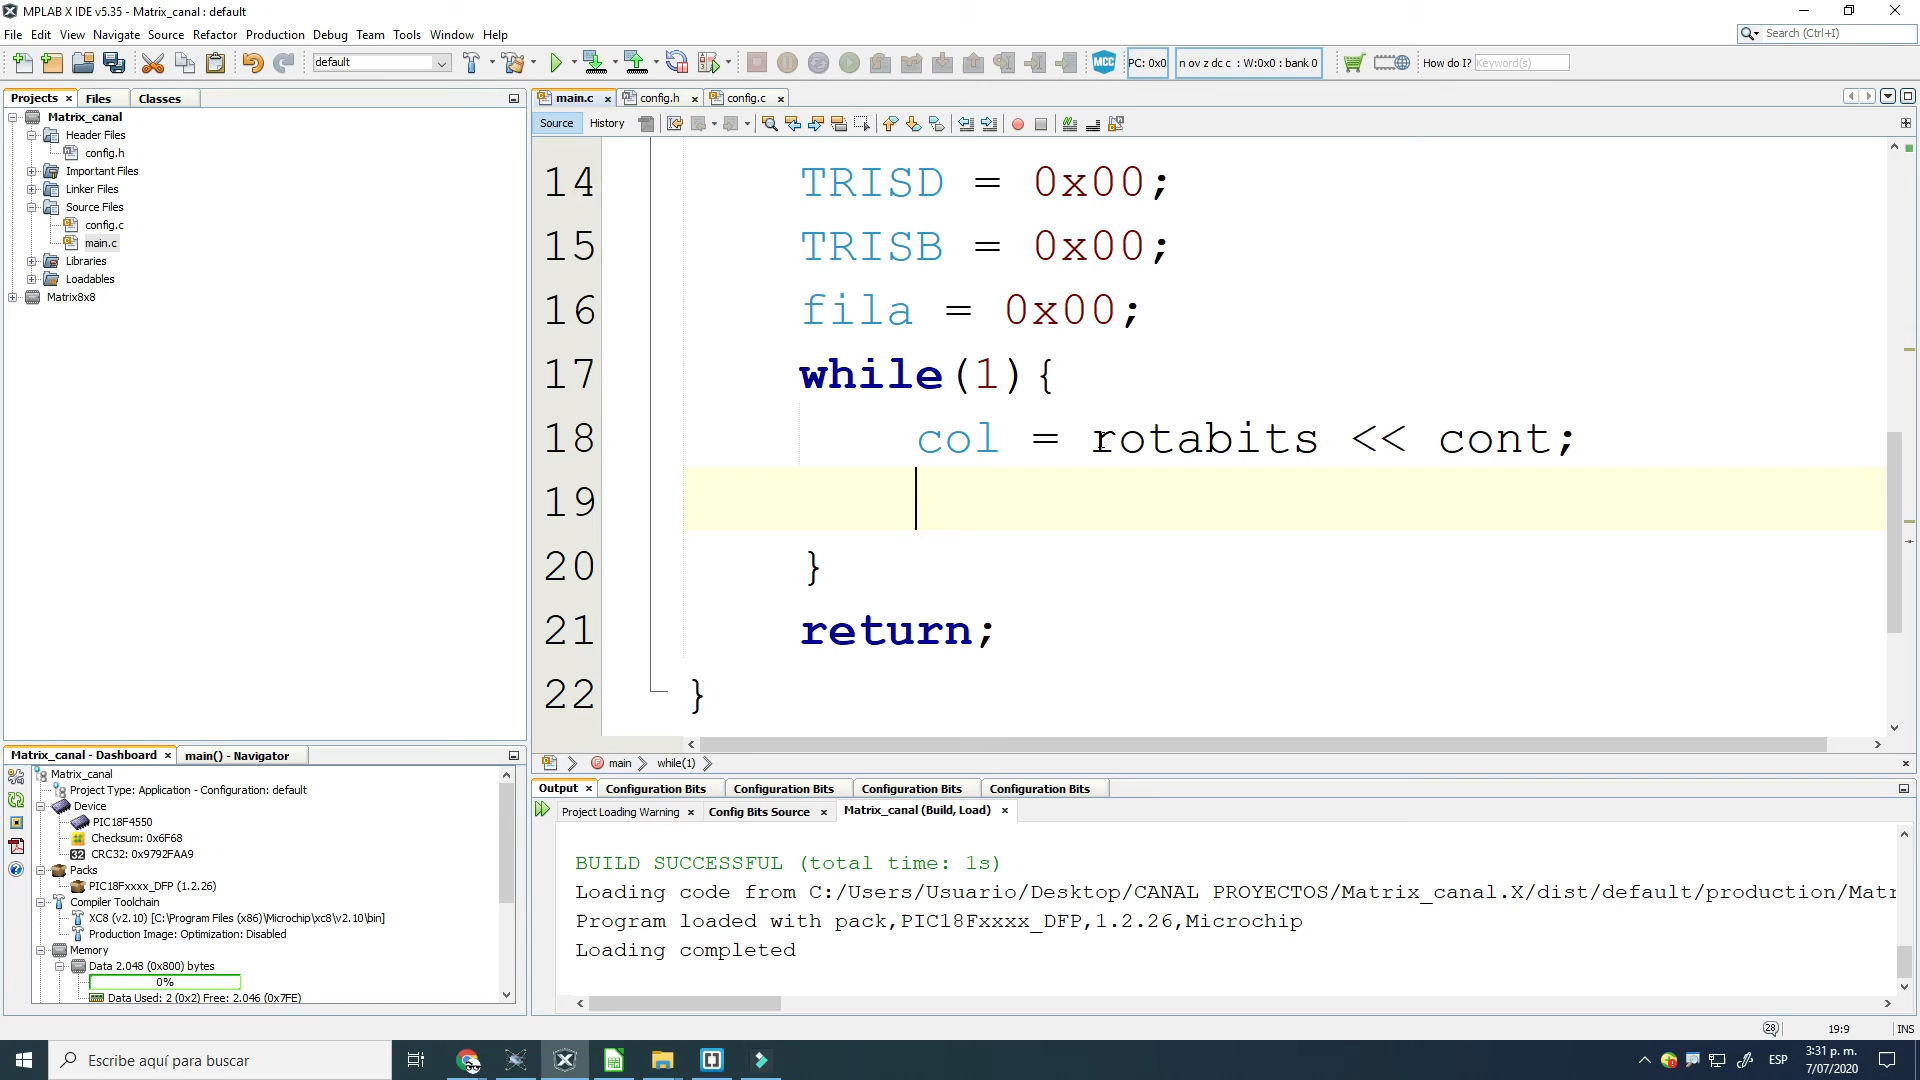 MPLAB X IDE v5.35 - Matrix_canal : default
File Edit View Navigate Source Refactor Production Debug Team Tools Window Help
Search (Ctrl+I)
default
MCC
PC: 0x0
n ov z dc c : W:0x0 : bank 0
How do I? Keyword(s)
Projects × Files Classes
main.c × config.h × config.c ×
Source History
Matrix_canal
Header Files
config.h
Important Files
Linker Files
Source Files
config.c
main.c
Libraries
Loadables
Matrix8x8
14 TRISD = 0x00;
15 TRISB = 0x00;
16 fila = 0x00;
17 while(1){
18 col = rotabits << cont;
19
20 }
21 return;
22 }
main while(1)
Matrix_canal - Dashboard × main() - Navigator
Matrix_canal
Project Type: Application - Configuration: default
Device
PIC18F4550
Checksum: 0x6F68
32 CRC32: 0x9792FAA9
Packs
PIC18Fxxxx_DFP (1.2.26)
Compiler Toolchain
XC8 (v2.10) [C:\Program Files (x86)\Microchip\xc8\v2.10\bin]
Production Image: Optimization: Disabled
Memory
Data 2.048 (0x800) bytes
0%
Data Used: 2 (0x2) Free: 2.046 (0x7FE)
Output × Configuration Bits Configuration Bits Configuration Bits Configuration Bits
Project Loading Warning × Config Bits Source × Matrix_canal (Build, Load) ×
BUILD SUCCESSFUL (total time: 1s)
Loading code from C:/Users/Usuario/Desktop/CANAL PROYECTOS/Matrix_canal.X/dist/default/production/Matr
Program loaded with pack,PIC18Fxxxx_DFP,1.2.26,Microchip
Loading completed
28 19:9 INS
Escribe aquí para buscar
ESP
3:31 p. m.
7/07/2020